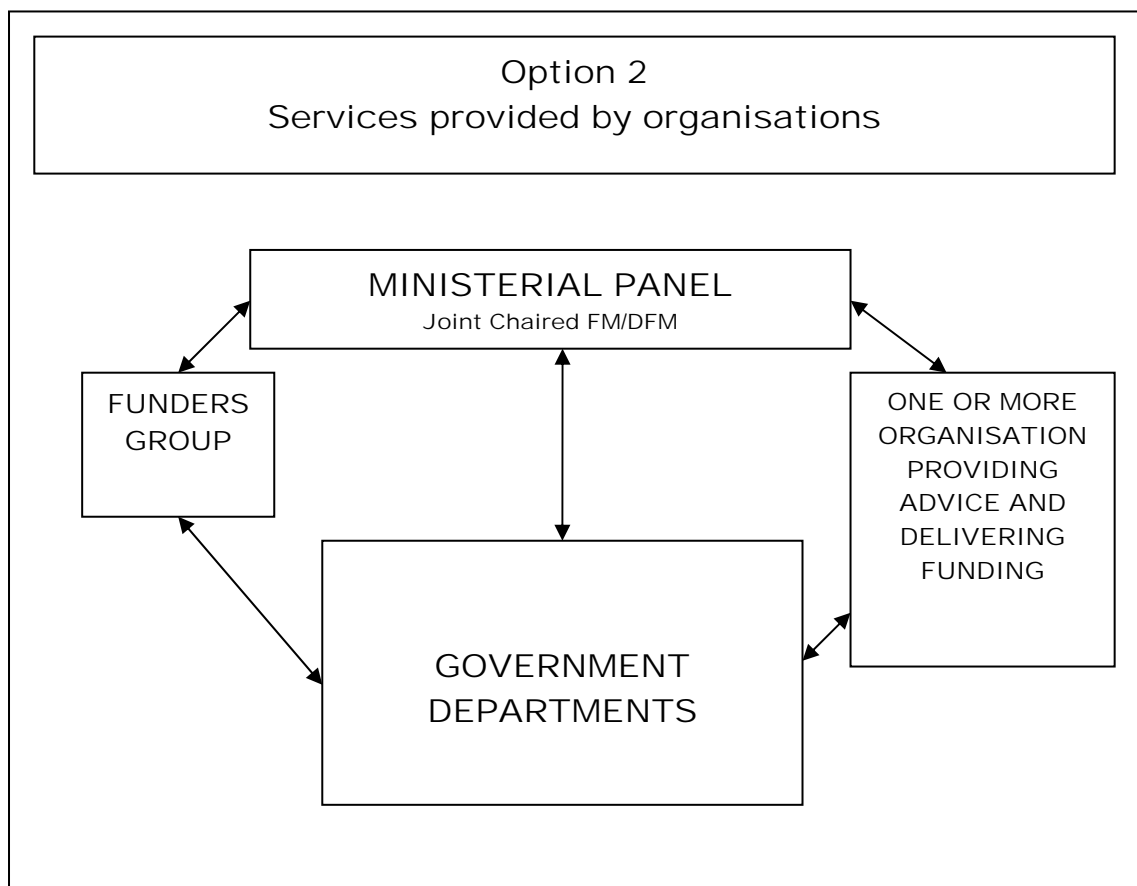 Option 2
Services provided by organisations
MINISTERIAL PANEL
Joint Chaired FM/DFM
FUNDERS
GROUP
ONE OR MORE
ORGANISATION
PROVIDING
ADVICE AND
DELIVERING
FUNDING
GOVERNMENT
DEPARTMENTS